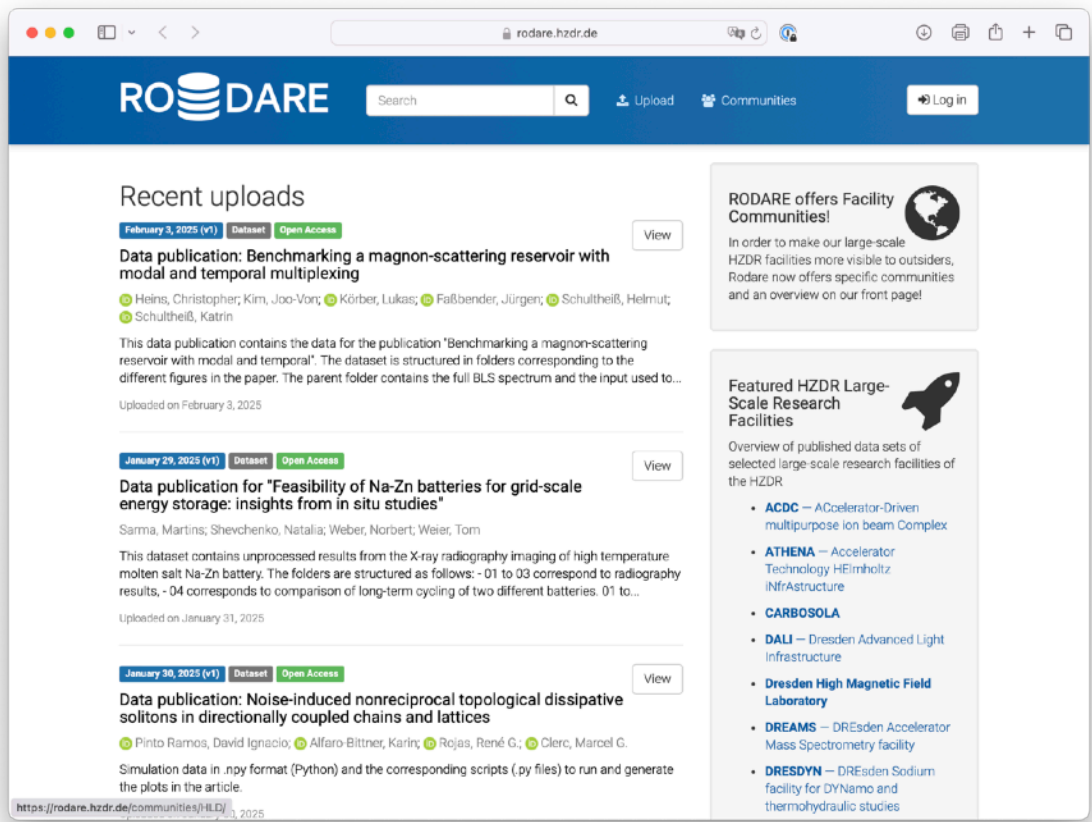 rodare.hzdr.de
RODARE
Search
Upload
Communities
Log in
Recent uploads
February 3, 2025 (v1) Dataset Open Access
View
Data publication: Benchmarking a magnon-scattering reservoir with
modal and temporal multiplexing
Heins, Christopher; Kim, Joo-Von; Körber, Lukas; Faßbender, Jürgen; Schultheiß, Helmut;
Schultheiß, Katrin
This data publication contains the data for the publication "Benchmarking a magnon-scattering
reservoir with modal and temporal". The dataset is structured in folders corresponding to the
different figures in the paper. The parent folder contains the full BLS spectrum and the input used to...
Uploaded on February 3, 2025
January 29, 2025 (v1) Dataset Open Access
View
Data publication for "Feasibility of Na-Zn batteries for grid-scale
energy storage: insights from in situ studies"
Sarma, Martins; Shevchenko, Natalia; Weber, Norbert; Weier, Tom
This dataset contains unprocessed results from the X-ray radiography imaging of high temperature
molten salt Na-Zn battery. The folders are structured as follows: - 01 to 03 correspond to radiography
results, - 04 corresponds to comparison of long-term cycling of two different batteries. 01 to...
Uploaded on January 31, 2025
January 30, 2025 (v1) Dataset Open Access
View
Data publication: Noise-induced nonreciprocal topological dissipative
solitons in directionally coupled chains and lattices
Pinto Ramos, David Ignacio; Alfaro-Bittner, Karin; Rojas, René G.; Clerc, Marcel G.
Simulation data in .npy format (Python) and the corresponding scripts (.py files) to run and generate
the plots in the article.
https://rodare.hzdr.de/communities/HLD/
2025
RODARE offers Facility
Communities!
In order to make our large-scale
HZDR facilities more visible to outsiders,
Rodare now offers specific communities
and an overview on our front page!
Featured HZDR Large-
Scale Research
Facilities
Overview of published data sets of
selected large-scale research facilities of
the HZDR
ACDC — ACcelerator-Driven
multipurpose ion beam Complex
ATHENA — Accelerator
Technology HElmholtz
iNfrAstructure
CARBOSOLA
DALI — Dresden Advanced Light
Infrastructure
Dresden High Magnetic Field
Laboratory
DREAMS — DREsden Accelerator
Mass Spectrometry facility
DRESDYN — DREsden Sodium
facility for DYNamo and
thermohydraulic studies